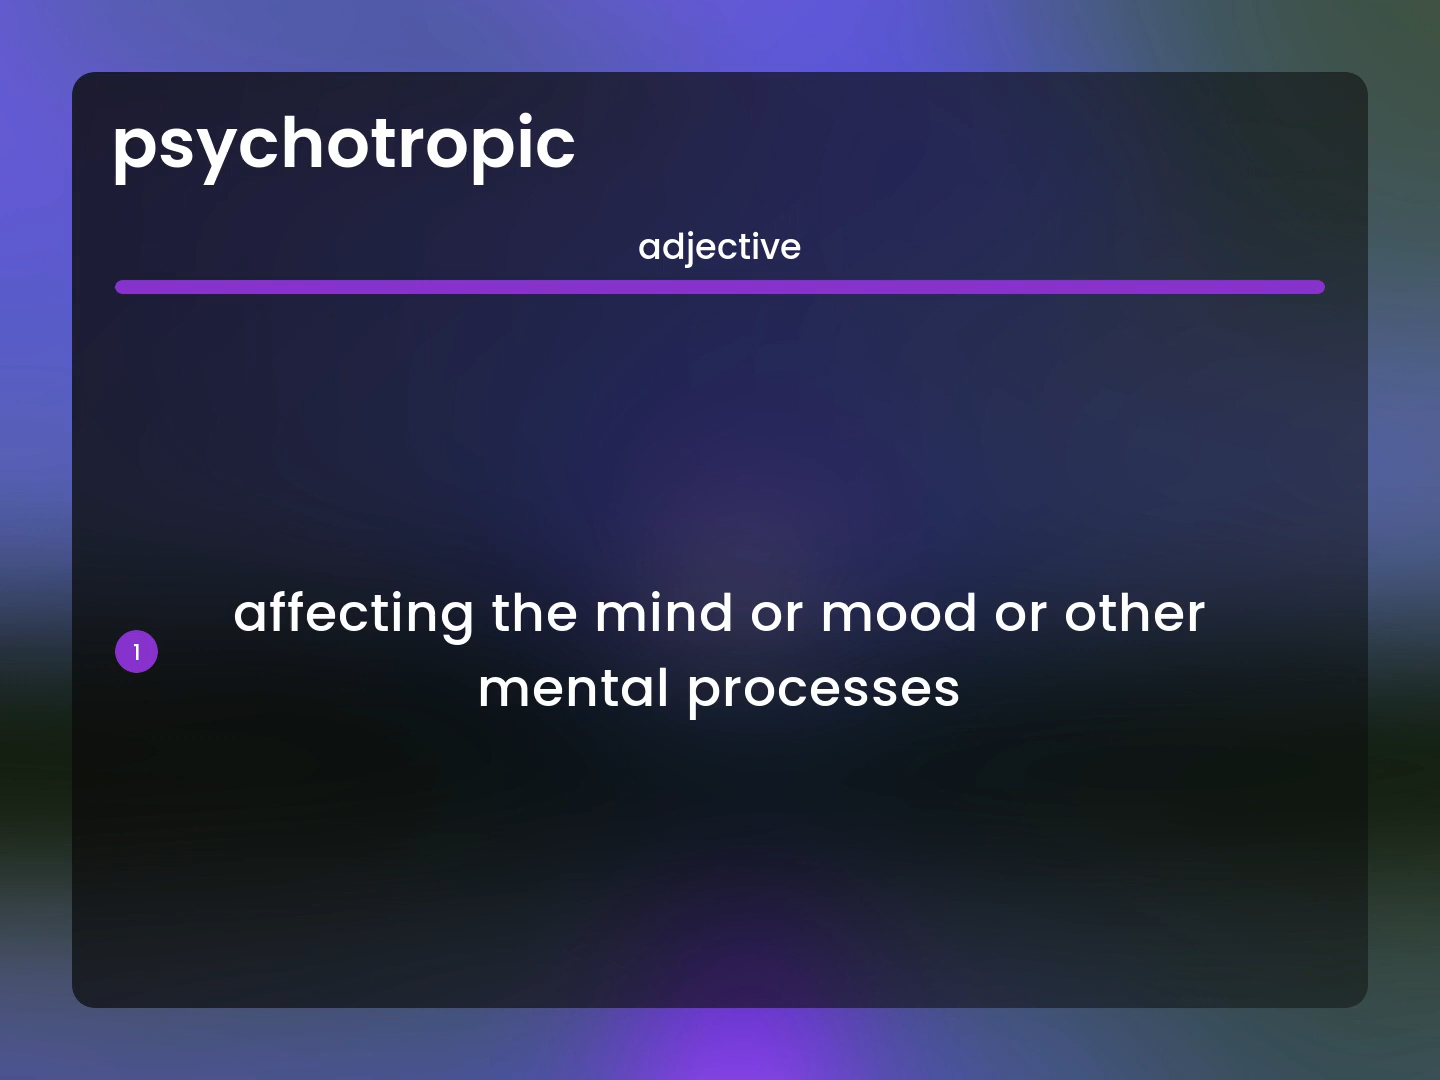 psychotropic
adjective
1
affecting the mind or mood or other
mental processes